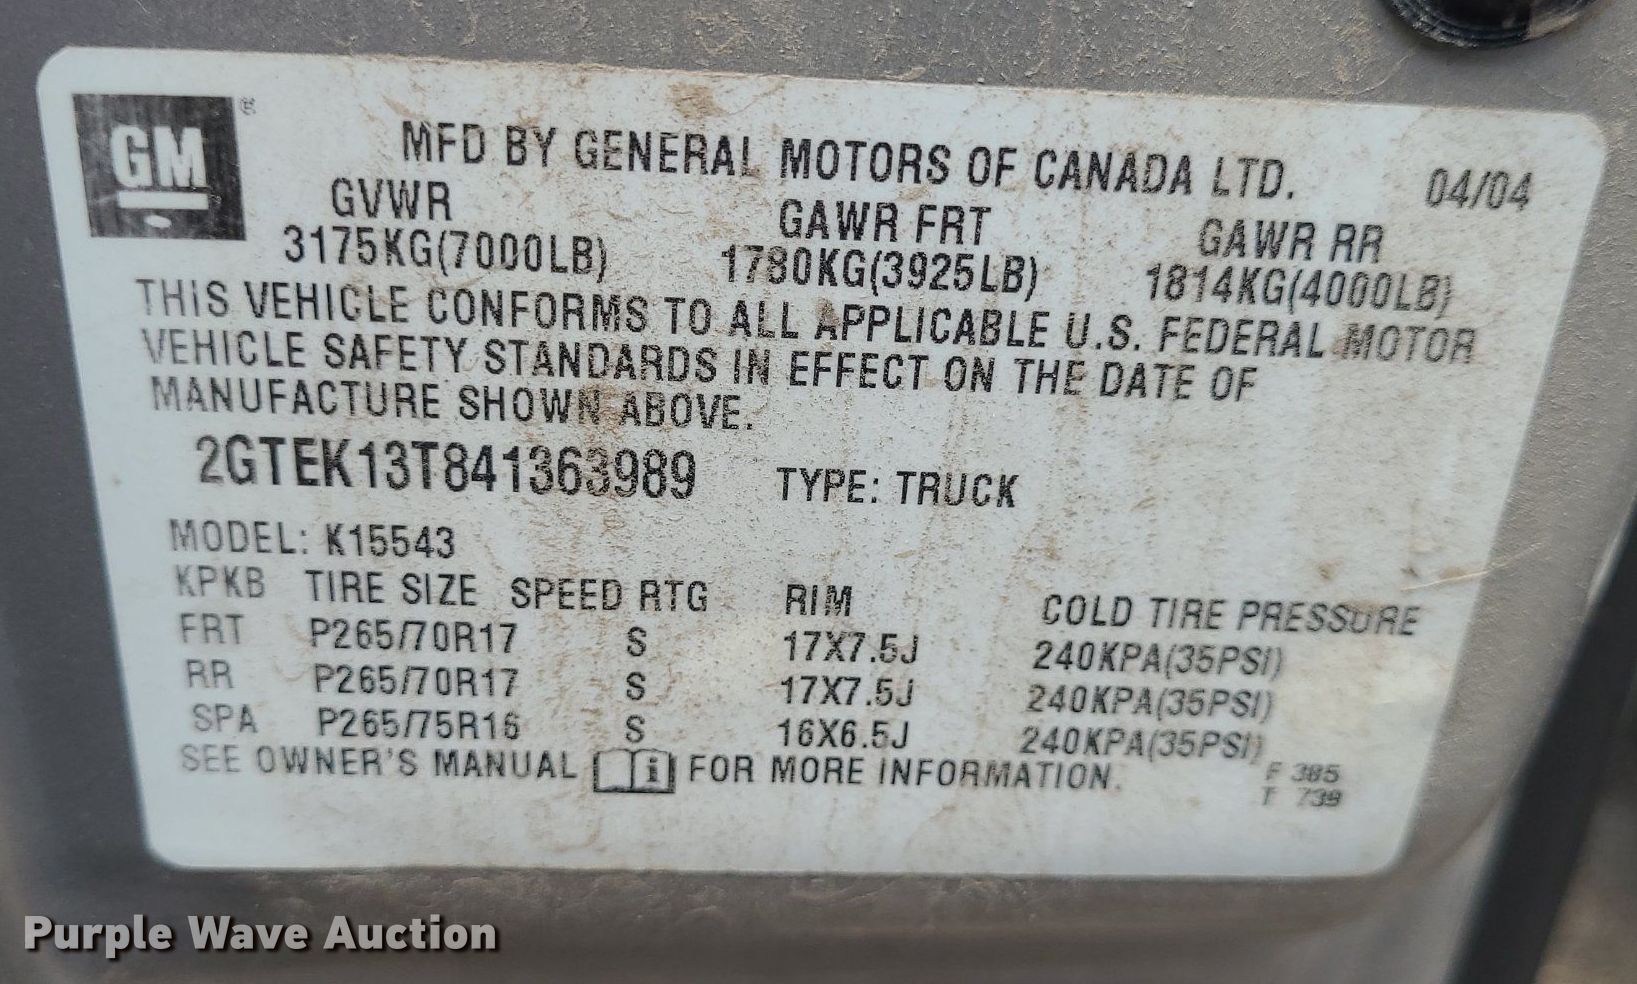 GM ®
MFD BY GENERAL MOTORS OF CANADA LTD. 04/04
GVWR GAWR FRT GAWR RR
3175KG(7000LB) 1780KG(3925LB) 1814KG(4000LB)
THIS VEHICLE CONFORMS TO ALL APPLICABLE U.S. FEDERAL MOTOR
VEHICLE SAFETY STANDARDS IN EFFECT ON THE DATE OF
MANUFACTURE SHOWN ABOVE.
2GTEK13T841363989 TYPE: TRUCK
MODEL: K15543
KPKB TIRE SIZE SPEED RTG RIM COLD TIRE PRESSURE
FRT P265/70R17 S 17X7.5J 240KPA(35PSI)
RR P265/70R17 S 17X7.5J 240KPA(35PSI)
SPA P265/75R16 S 16X6.5J 240KPA(35PSI)
SEE OWNER'S MANUAL i FOR MORE INFORMATION.
F 385
T 739
Purple Wave Auction